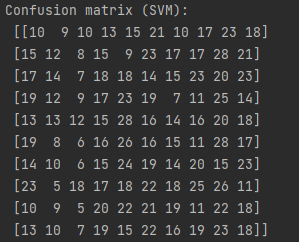 Confusion matrix (SVM):
[[10  9 10 13 15 21 10 17 23 18]
[15 12  8 15  9 23 17 17 28 21]
[17 14  7 18 18 14 15 23 20 23]
[19 12  9 17 23 19  7 11 25 14]
[13 13 12 15 28 16 14 16 20 18]
[19  8  6 16 26 16 15 11 28 17]
[14 10  6 15 24 19 14 20 15 23]
[23  5 18 17 18 22 18 25 26 11]
[10  9  5 20 22 21 19 11 22 18]
[13 10  7 19 15 22 16 19 23 18]]